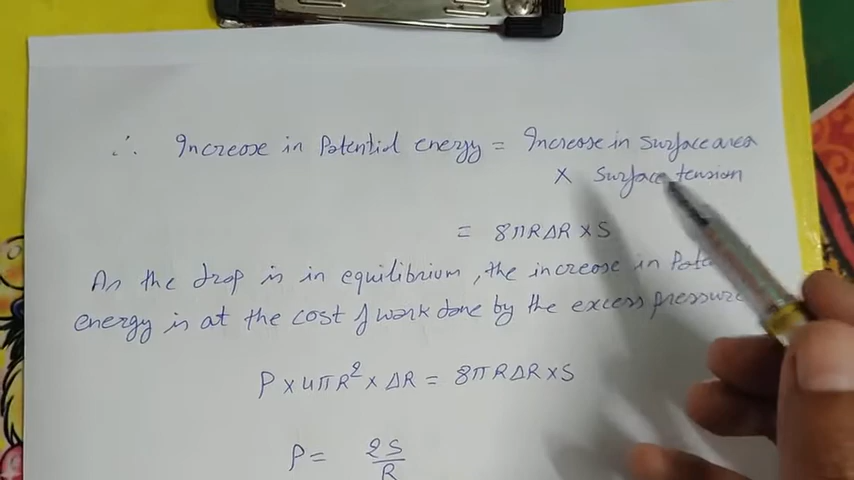 ∴ Increase in Potential energy = Increase in surface area
× surface tension
= 8πRΔR × S
As the drop is in equilibrium, the increase in
energy is at the cost of work done by the excess pressure
P × 4πR² × ΔR = 8πRΔR × S
P = 2S/R